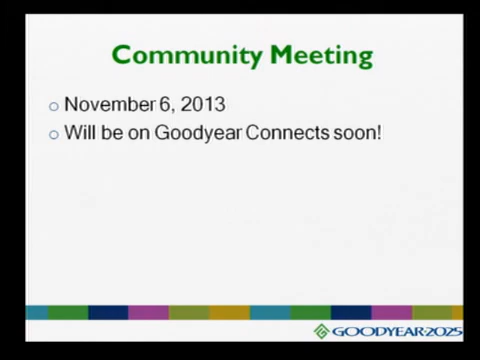 Community Meeting
November 6, 2013
Will be on Goodyear Connects soon!
GOODYEAR·2025